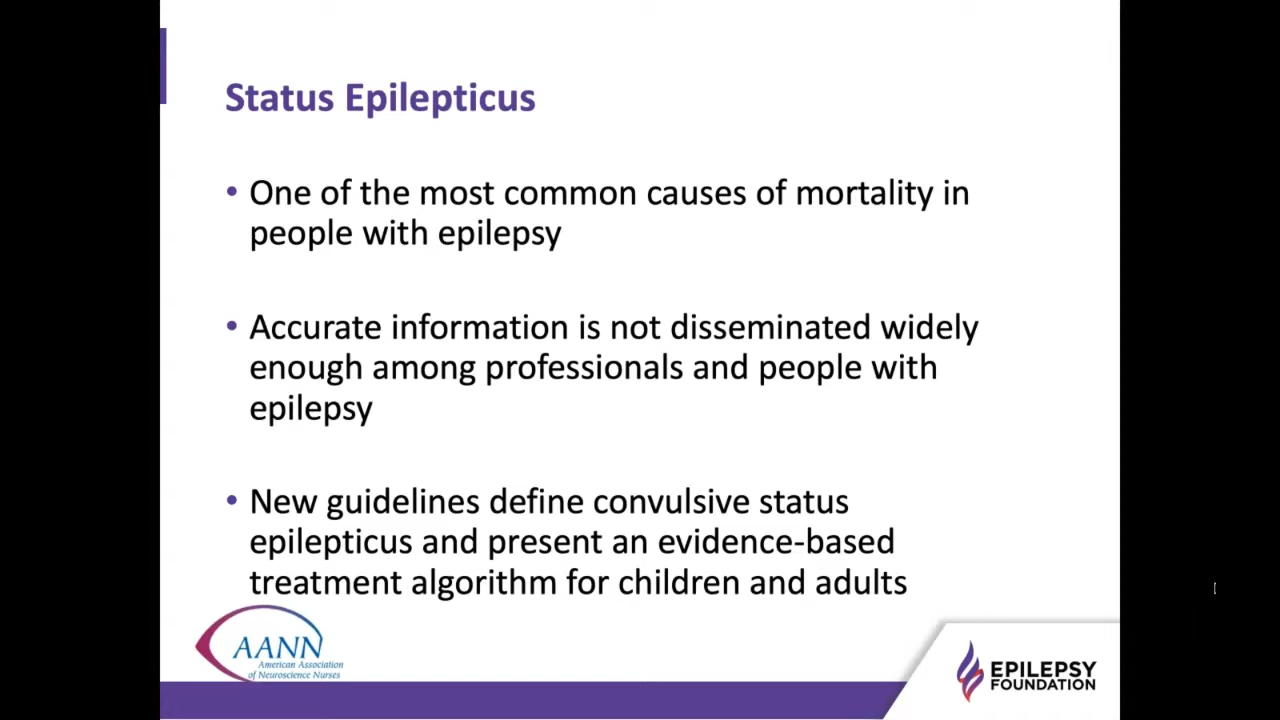 Status Epilepticus
• One of the most common causes of mortality in
people with epilepsy
• Accurate information is not disseminated widely
enough among professionals and people with
epilepsy
• New guidelines define convulsive status
epilepticus and present an evidence-based
treatment algorithm for children and adults
AANN
American Association
of Neuroscience Nurses
EPILEPSY
FOUNDATION